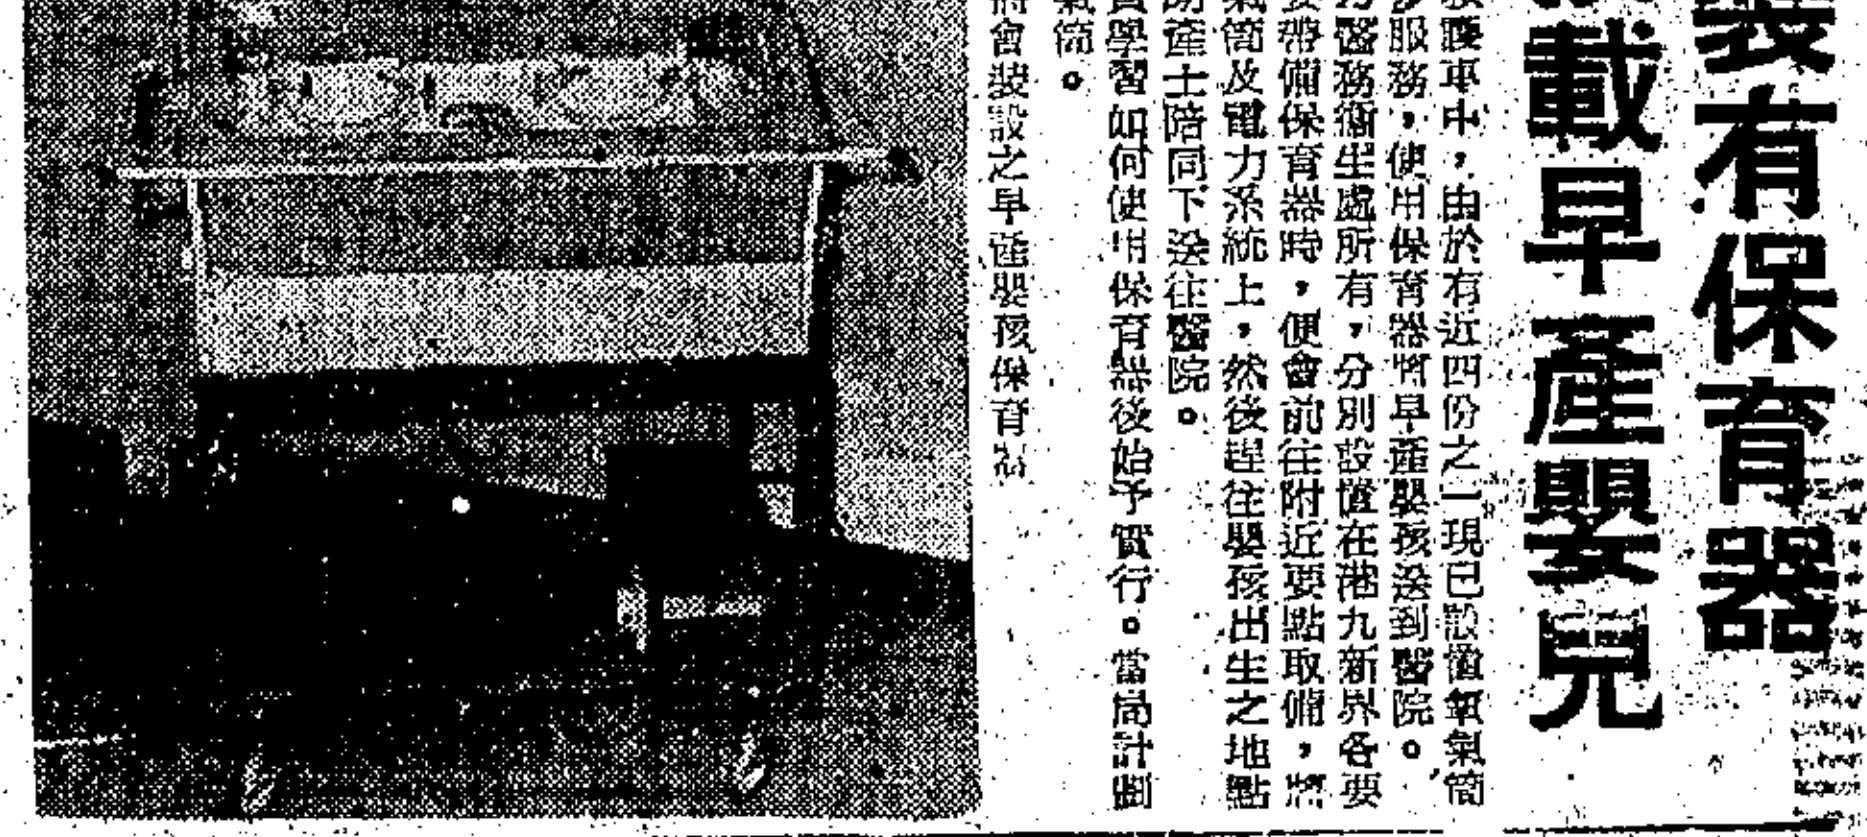 裝有保育器
載早產嬰兒
救護車中，由於有近四份之一現已設置氧氣筒
服務，使用保育器將早產嬰孩送到醫院。
醫務衞生處所有，分別設置在港九新界各要
帶備保育器時，便會前往附近要點取備，將
氣筒及電力系統上，然後趕往嬰孩出生之地點
助產士陪同下送往醫院。
學習如何使用保育器後始予實行。當局計劃
氣筒。
將會裝設之早產嬰孩保育器